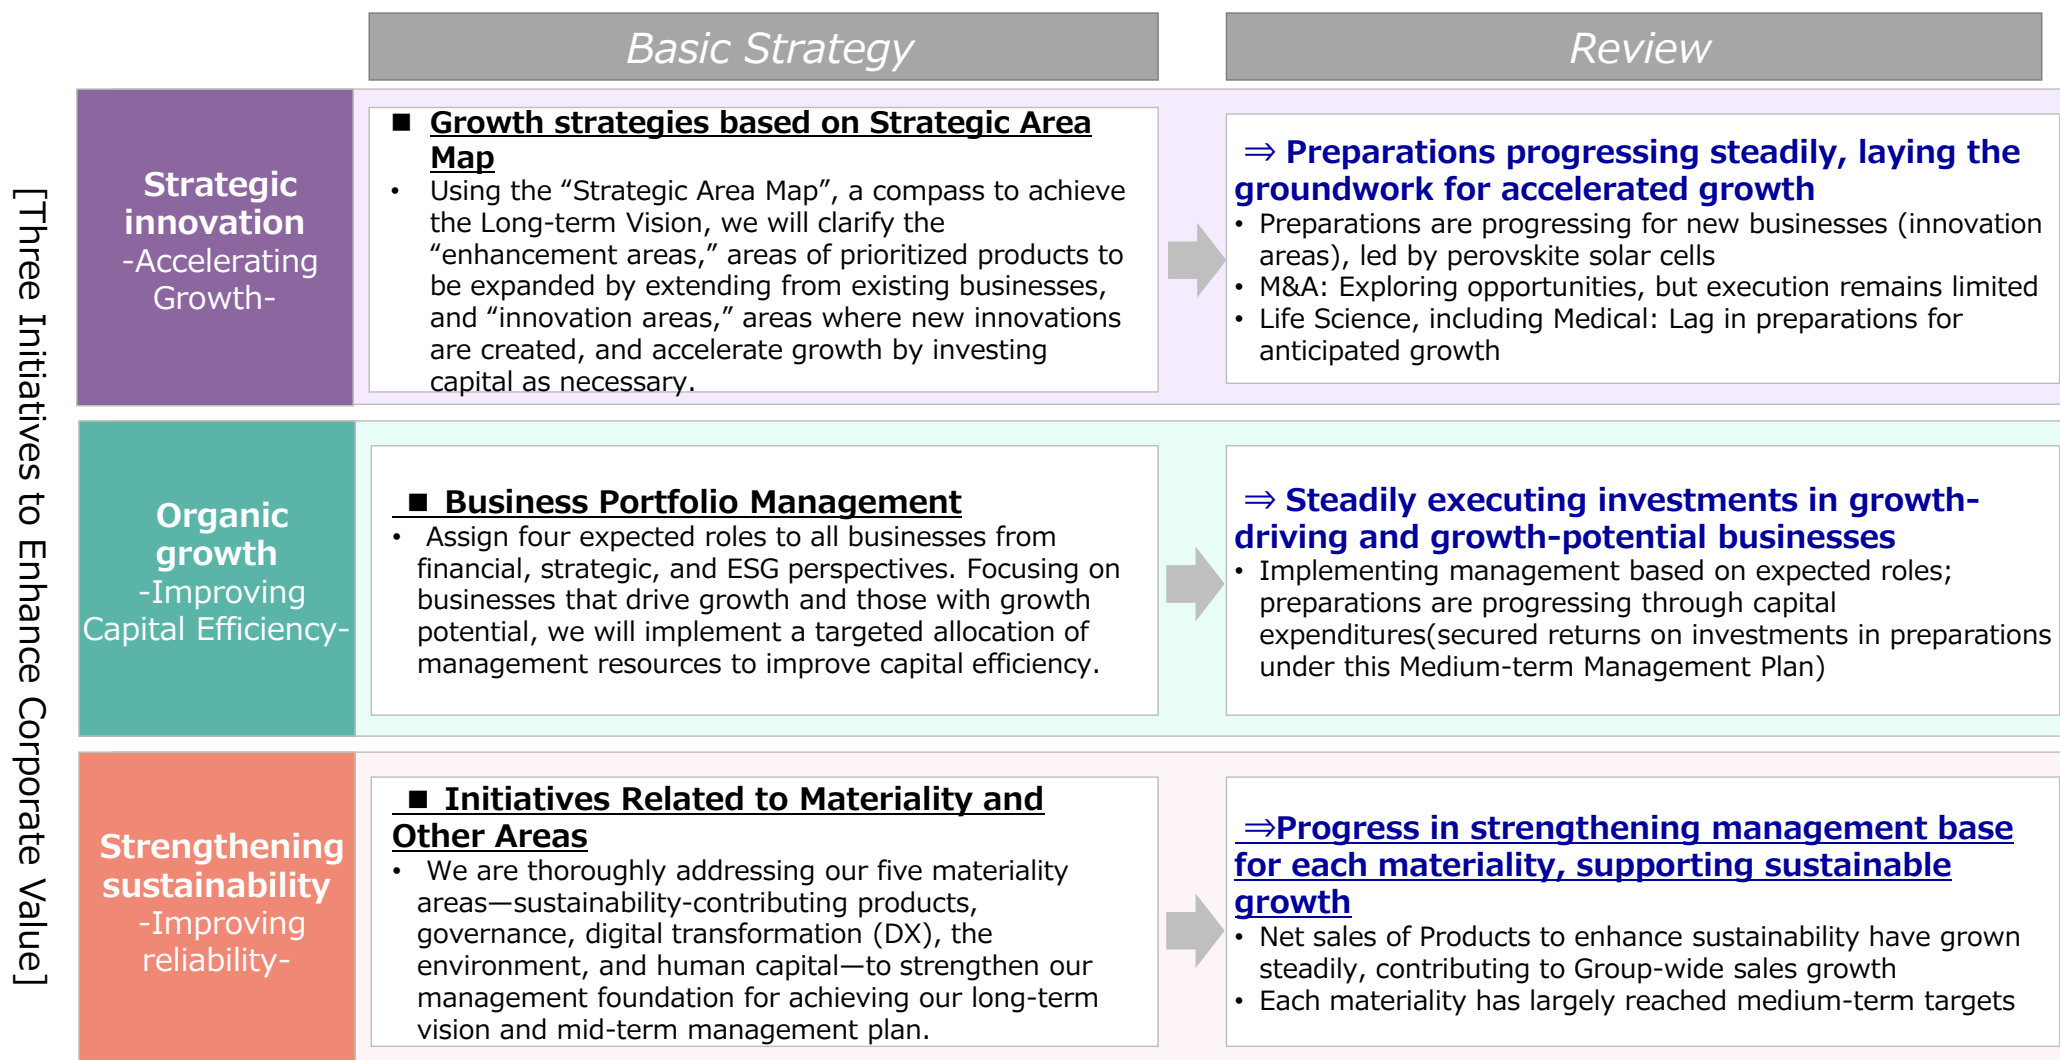 Basic Strategy
Review
[Three Initiatives to Enhance Corporate Value]
Strategic
innovation
-Accelerating
Growth-
■ Growth strategies based on Strategic Area
Map
• Using the “Strategic Area Map”, a compass to achieve
the Long-term Vision, we will clarify the
“enhancement areas,” areas of prioritized products to
be expanded by extending from existing businesses,
and “innovation areas,” areas where new innovations
are created, and accelerate growth by investing
capital as necessary.
⇒ Preparations progressing steadily, laying the
groundwork for accelerated growth
• Preparations are progressing for new businesses (innovation
areas), led by perovskite solar cells
• M&A: Exploring opportunities, but execution remains limited
• Life Science, including Medical: Lag in preparations for
anticipated growth
Organic
growth
-Improving
Capital Efficiency-
■ Business Portfolio Management
• Assign four expected roles to all businesses from
financial, strategic, and ESG perspectives. Focusing on
businesses that drive growth and those with growth
potential, we will implement a targeted allocation of
management resources to improve capital efficiency.
⇒ Steadily executing investments in growth-
driving and growth-potential businesses
• Implementing management based on expected roles;
preparations are progressing through capital
expenditures(secured returns on investments in preparations
under this Medium-term Management Plan)
Strengthening
sustainability
-Improving
reliability-
■ Initiatives Related to Materiality and
Other Areas
• We are thoroughly addressing our five materiality
areas—sustainability-contributing products,
governance, digital transformation (DX), the
environment, and human capital—to strengthen our
management foundation for achieving our long-term
vision and mid-term management plan.
⇒Progress in strengthening management base
for each materiality, supporting sustainable
growth
• Net sales of Products to enhance sustainability have grown
steadily, contributing to Group-wide sales growth
• Each materiality has largely reached medium-term targets